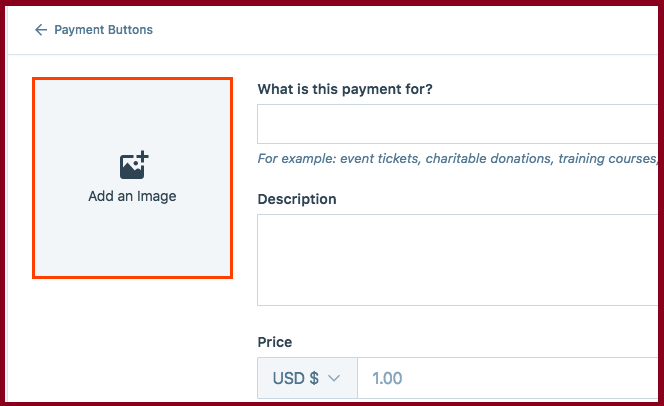 Payment Buttons
Add an Image
What is this payment for?
For example: event tickets, charitable donations, training courses,
Description
Price
USD $
1.00